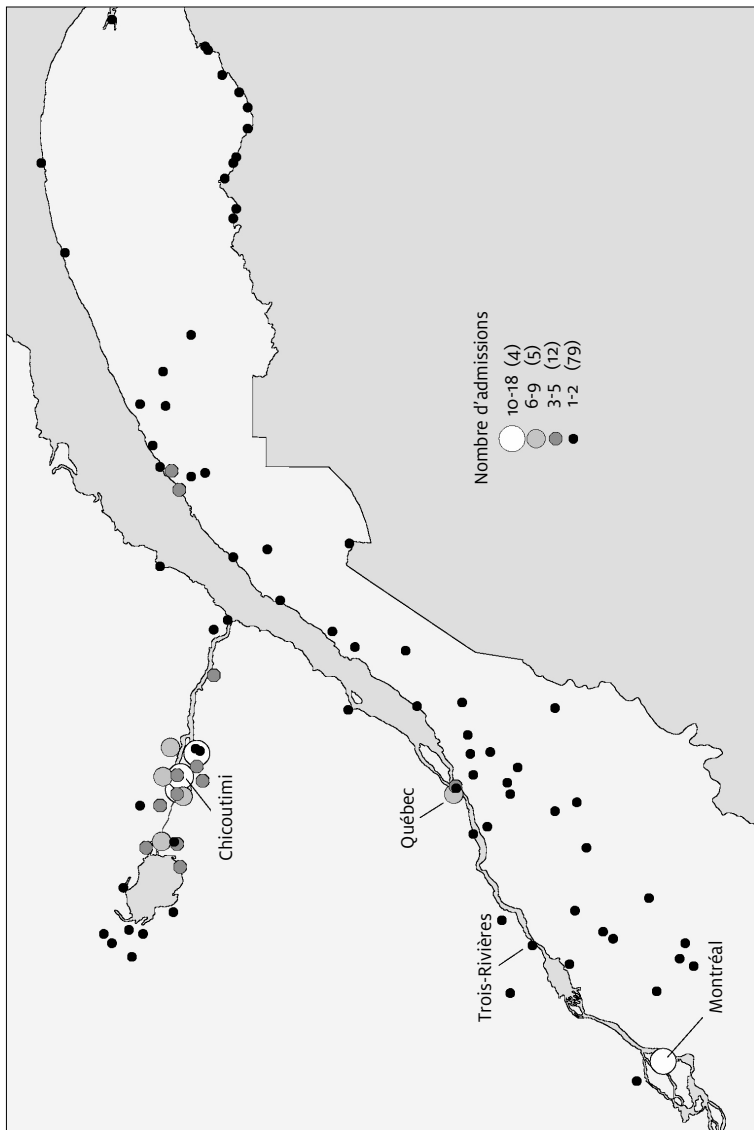 Nombre d'admissions
10-18 (4)
6-9 (5)
3-5 (12)
1-2 (79)
Chicoutimi
Québec
Trois-Rivières
Montréal